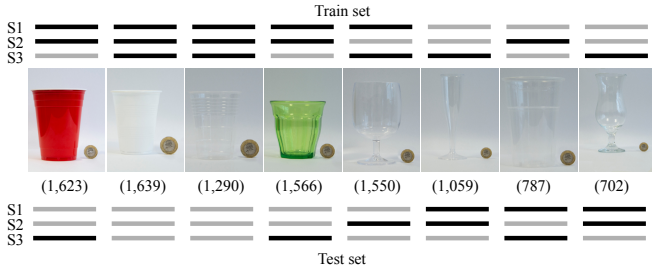 Train set
S1
S2
S3
(1,623) (1,639) (1,290) (1,566) (1,550) (1,059) (787) (702)
S1
S2
S3
Test set